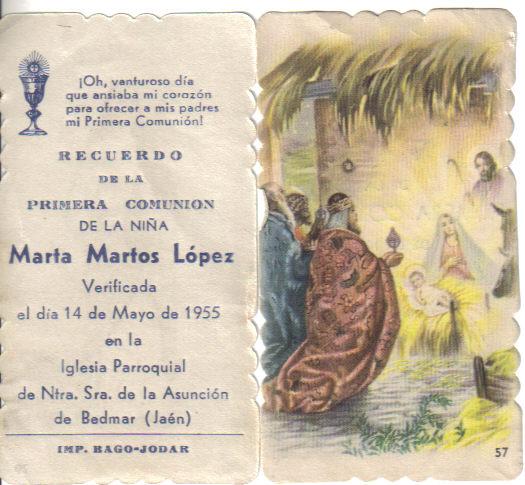 ¡Oh, vanturoso día
que ansiaba mi corazón
para ofrecer a mis padres
mi Primera Comunión!
RECUERDO
DE LA
PRIMERA COMUNION
DE LA NIÑA
Marta Martos López
Verificada
el día 14 de Mayo de 1955
en la
Iglesia Parroquial
de Ntra. Sra. de la Asunción
de Bedmar (Jaén)
IMP. BAGO-JODAR
57